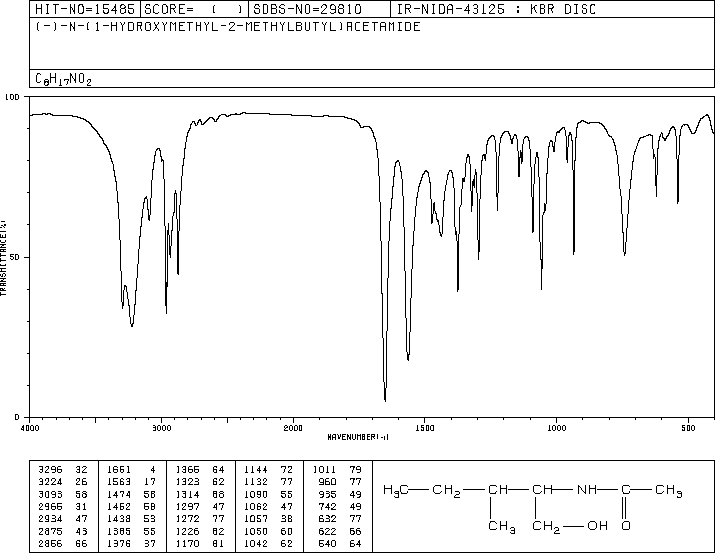 HIT-NO=15485 SCORE= ( ) SDBS-NO=29810 IR-NIDA-43125 : KBR DISC
(-)-N-(1-HYDROXYMETHYL-2-METHYLBUTYL)ACETAMIDE
C8H17NO2
100
50
0
TRANSMITTANCE(%)
4000 3000 2000 1500 1000 500
WAVENUMBER(-1)
3296 32 1651 4 1366 64 1144 72 1011 79
3224 26 1563 17 1323 62 1132 77 960 77
3093 58 1474 58 1314 68 1090 55 935 49
2965 31 1462 58 1297 47 1062 47 742 49
2934 47 1438 53 1272 77 1057 38 632 77
2875 43 1385 55 1226 62 1050 60 622 66
2856 66 1376 37 1170 81 1042 62 540 64
H3C CH2 CH CH NH C CH3
CH3 CH2 OH O